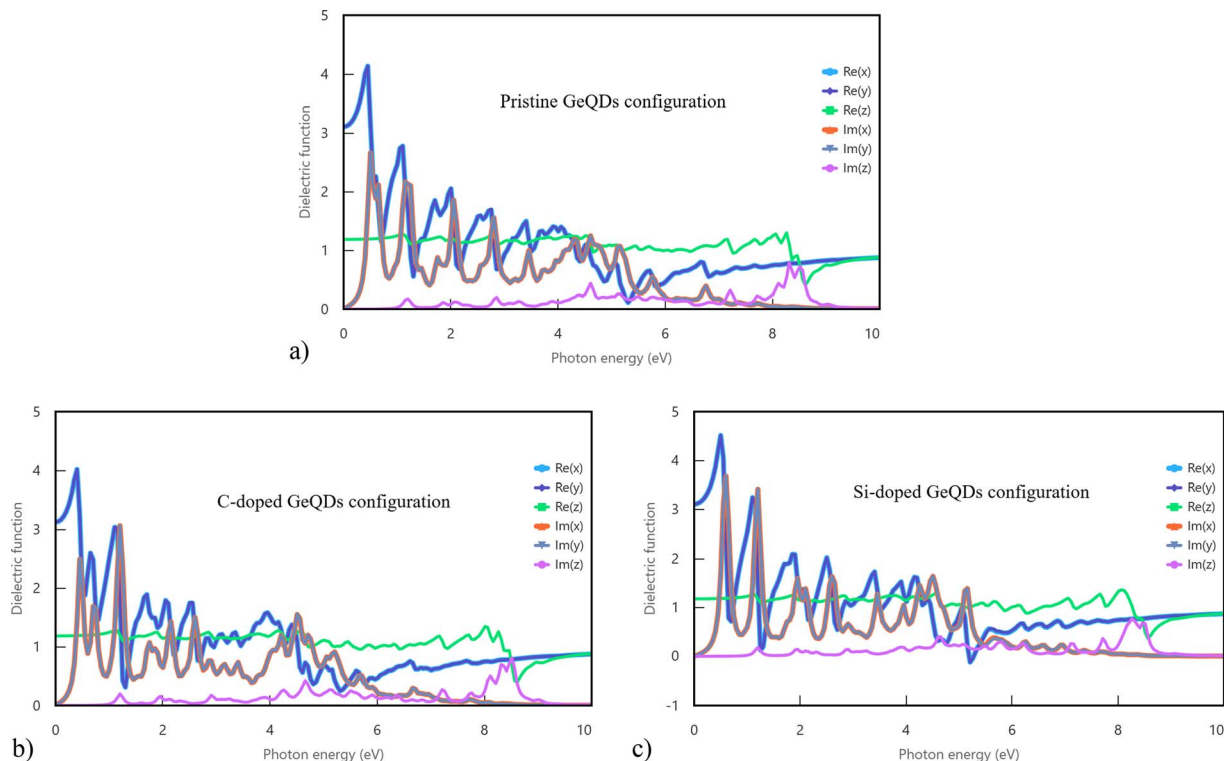 5
4
3
2
1
0
Dielectric function
Pristine GeQDs configuration
Re(x)
Re(y)
Re(z)
Im(x)
Im(y)
Im(z)
0 2 4 6 8 10
Photon energy (eV)
a)
5
4
3
2
1
0
Dielectric function
C-doped GeQDs configuration
Re(x)
Re(y)
Re(z)
Im(x)
Im(y)
Im(z)
0 2 4 6 8 10
Photon energy (eV)
b)
5
4
3
2
1
0
-1
Dielectric function
Si-doped GeQDs configuration
Re(x)
Re(y)
Re(z)
Im(x)
Im(y)
Im(z)
0 2 4 6 8 10
Photon energy (eV)
c)